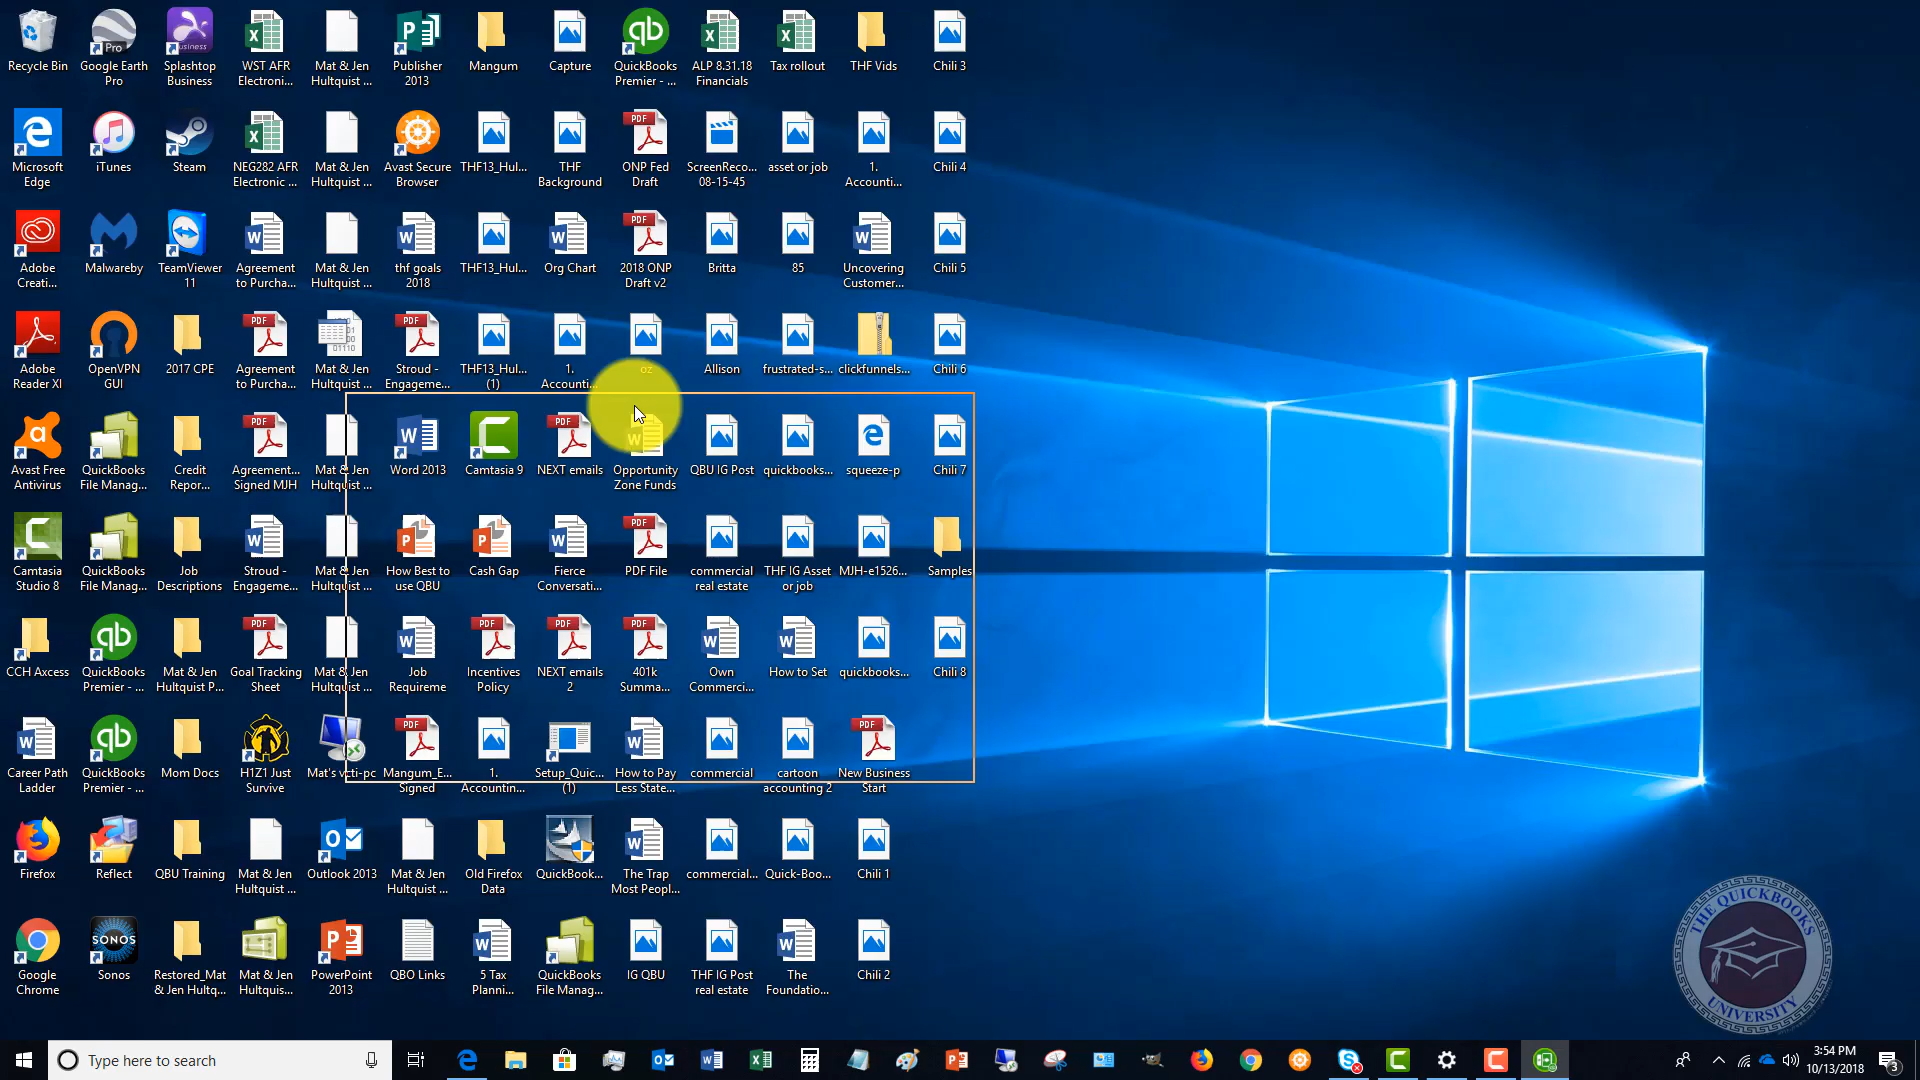 Recycle Bin
Google Earth
Pro
Splashtop
Business
WST AFR
Electroni...
Mat & Jen
Hultquist ...
Publisher
2013
Mangum
Capture
QuickBooks
Premier - ...
ALP 8.31.18
Financials
Tax rollout
THF Vids
Chili 3
Microsoft
Edge
iTunes
Steam
NEG282 AFR
Electronic ...
Mat & Jen
Hultquist ...
Avast Secure
Browser
THF13_Hul...
THF
Background
ONP Fed
Draft
ScreenReco...
08-15-45
asset or job
1.
Accounti...
Chili 4
Adobe
Creati...
Malwareby
TeamViewer
11
Agreement
to Purcha...
Mat & Jen
Hultquist ...
thf goals
2018
THF13_Hul...
Org Chart
2018 ONP
Draft v2
Britta
85
Uncovering
Customer...
Chili 5
Adobe
Reader XI
OpenVPN
GUI
2017 CPE
Agreement
to Purcha...
Mat & Jen
Hultquist ...
Stroud -
Engageme...
THF13_Hul...
(1)
1.
Accounti...
oz
Allison
frustrated-s...
clickfunnels...
Chili 6
Avast Free
Antivirus
QuickBooks
File Manag...
Credit
Repor...
Agreement...
Signed MJH
Mat & Jen
Hultquist ...
Word 2013
Camtasia 9
NEXT emails
Opportunity
Zone Funds
QBU IG Post
quickbooks...
squeeze-p
Chili 7
Camtasia
Studio 8
QuickBooks
File Manag...
Job
Descriptions
Stroud -
Engageme...
Mat & Jen
Hultquist ...
How Best to
use QBU
Cash Gap
Fierce
Conversati...
PDF File
commercial
real estate
THF IG Asset
or job
MJH-e1526...
Samples
CCH Axcess
QuickBooks
Premier - ...
Mat & Jen
Hultquist P...
Goal Tracking
Sheet
Mat & Jen
Hultquist ...
Job
Requireme
Incentives
Policy
NEXT emails
2
401k
Summa...
Own
Commerci...
How to Set
quickbooks...
Chili 8
Career Path
Ladder
QuickBooks
Premier - ...
Mom Docs
H1Z1 Just
Survive
Mat's vcti-pc
Mangum_E...
Signed
1.
Accountin...
Setup_Quic...
(1)
How to Pay
Less State...
commercial
cartoon
accounting 2
New Business
Start
Firefox
Reflect
QBU Training
Mat & Jen
Hultquist ...
Outlook 2013
Mat & Jen
Hultquist ...
Old Firefox
Data
QuickBook...
The Trap
Most Peopl...
commercial...
Quick-Boo...
Chili 1
Google
Chrome
Sonos
Restored_Mat
& Jen Hultq...
Mat & Jen
Hultquis...
PowerPoint
2013
QBO Links
5 Tax
Planni...
QuickBooks
File Manag...
IG QBU
THF IG Post
real estate
The
Foundatio...
Chili 2
THE QUICKBOOKS
UNIVERSITY
Type here to search
3:54 PM
10/13/2018
3